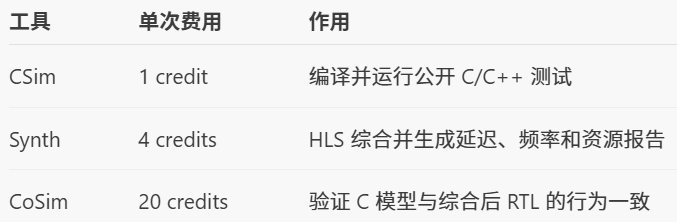 工具 单次费用 作用
CSim 1 credit 编译并运行公开 C/C++ 测试
Synth 4 credits HLS 综合并生成延迟、频率和资源报告
CoSim 20 credits 验证 C 模型与综合后 RTL 的行为一致